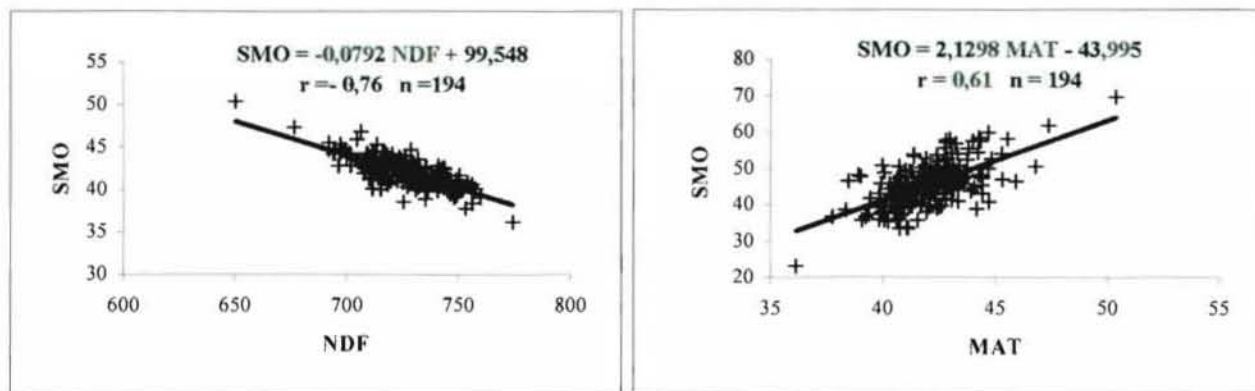 SMO = -0,0792 NDF + 99,548
r =- 0,76 n =194
55
50
45
40
35
30
SMO
600
650
700
750
800
NDF
SMO = 2,1298 MAT - 43,995
r = 0,61 n = 194
80
70
60
50
40
30
20
SMO
35
40
45
50
55
MAT